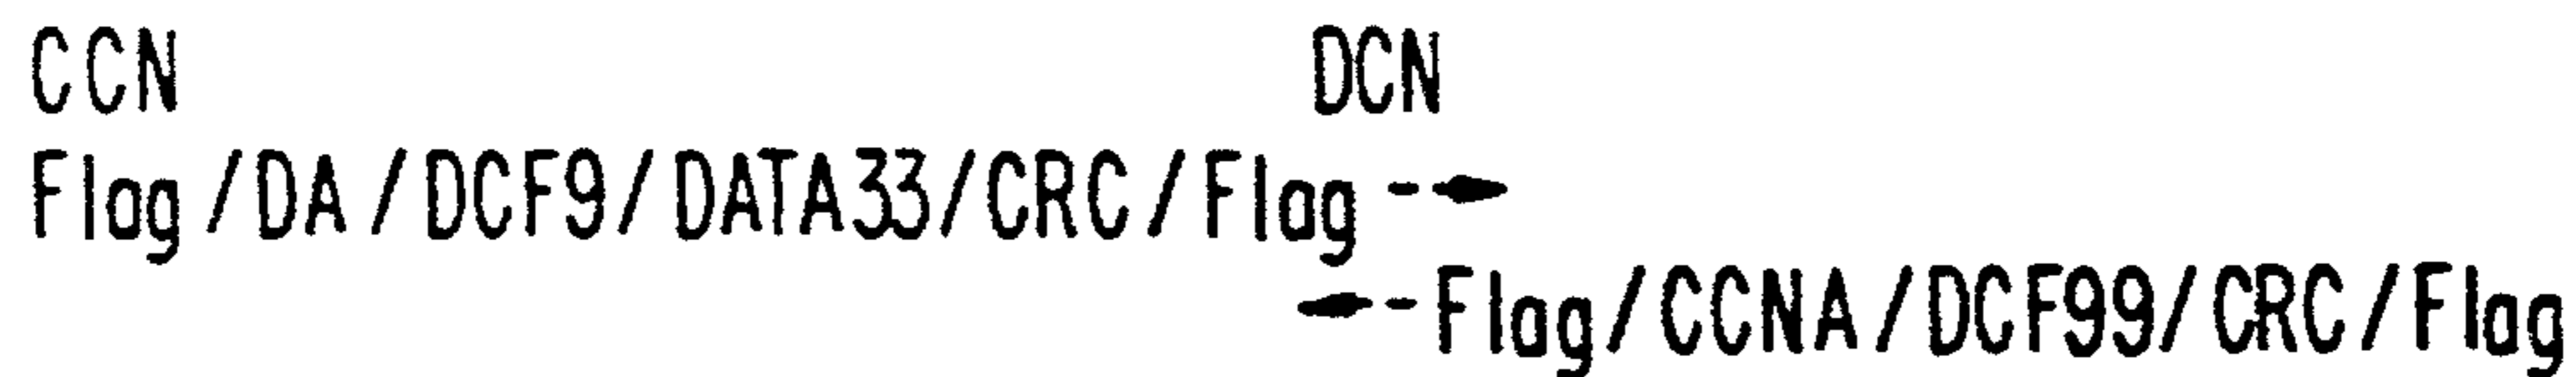 CCN DCN
Flag/DA/DCF9/DATA33/CRC/Flag
Flag/CCNA/DCF99/CRC/Flag